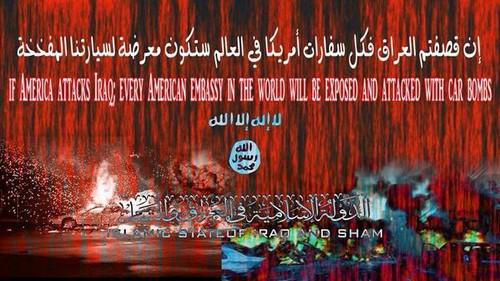 إن قصفتم العراق فكل سفارات أمريكا في العالم ستكون معرضة لسيارتنا المفخخة
if America attacks Iraq; every American embassy in the world will be exposed and attacked with car bombs
لا إله إلا الله
الله
رسول
محمد
الدولة الإسلامية في العراق والشام
ISLAMIC STATE OF IRAQ AND SHAM